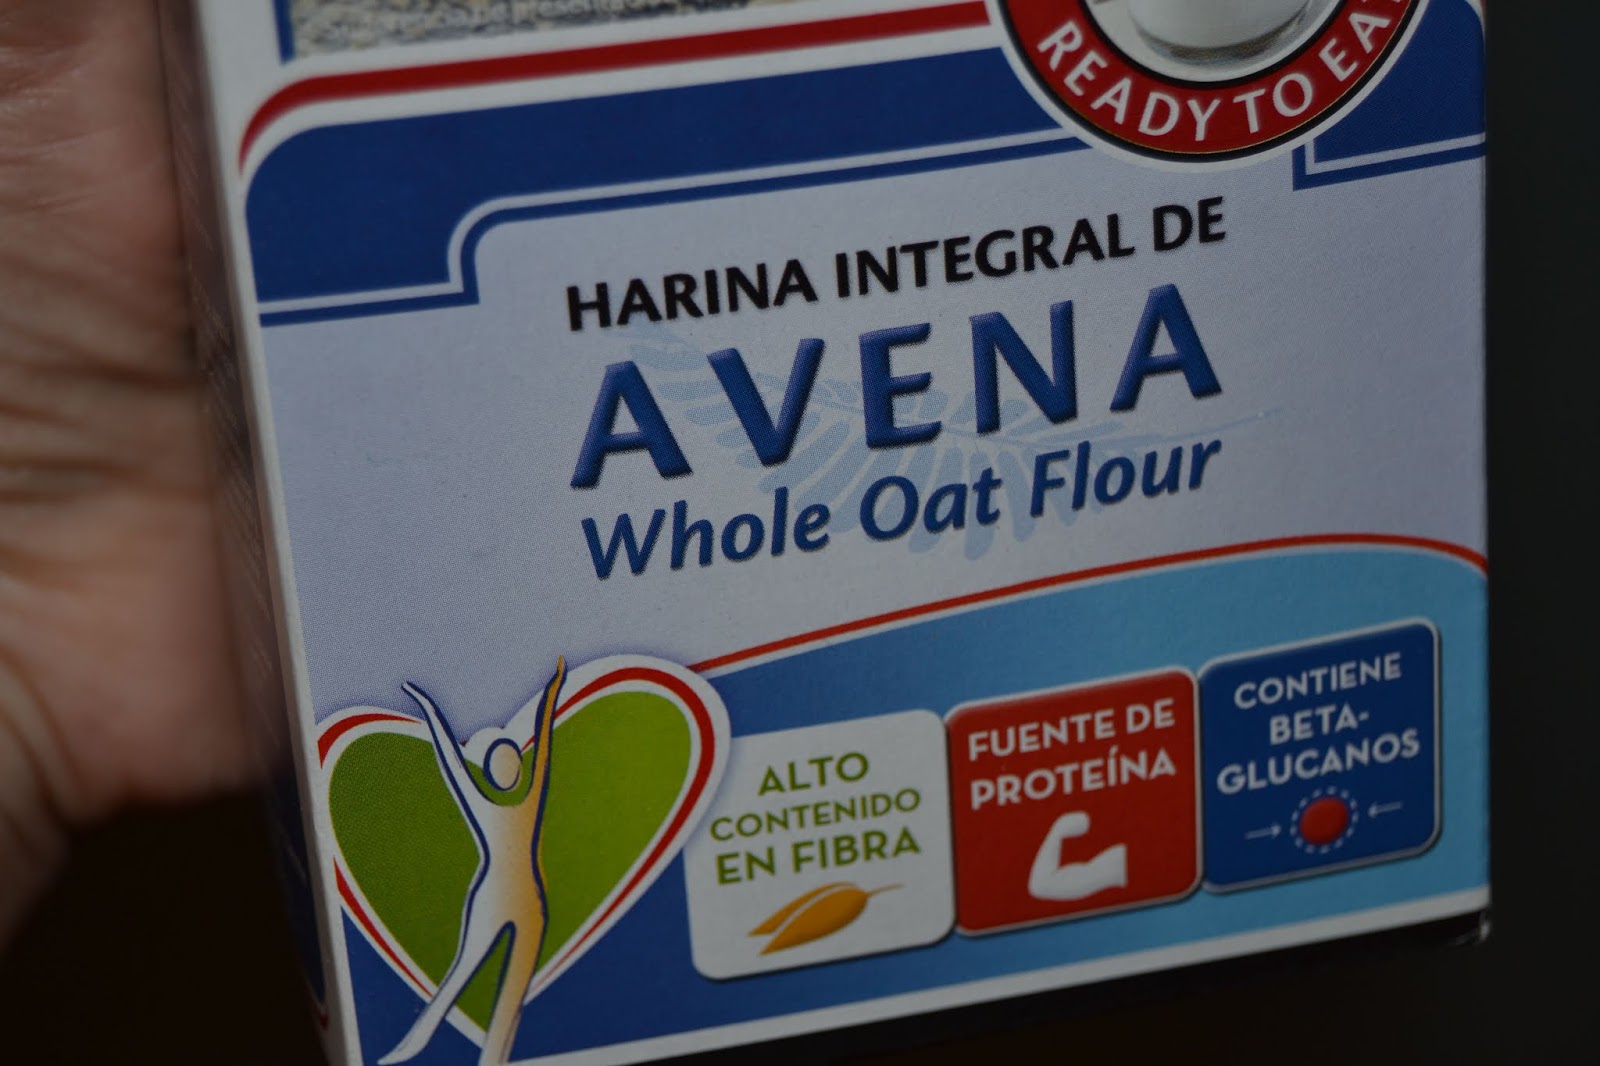 READY TO EAT
HARINA INTEGRAL DE
AVENA
Whole Oat Flour
ALTO
CONTENIDO
EN FIBRA
FUENTE DE
PROTEÍNA
CONTIENE
BETA-
GLUCANOS